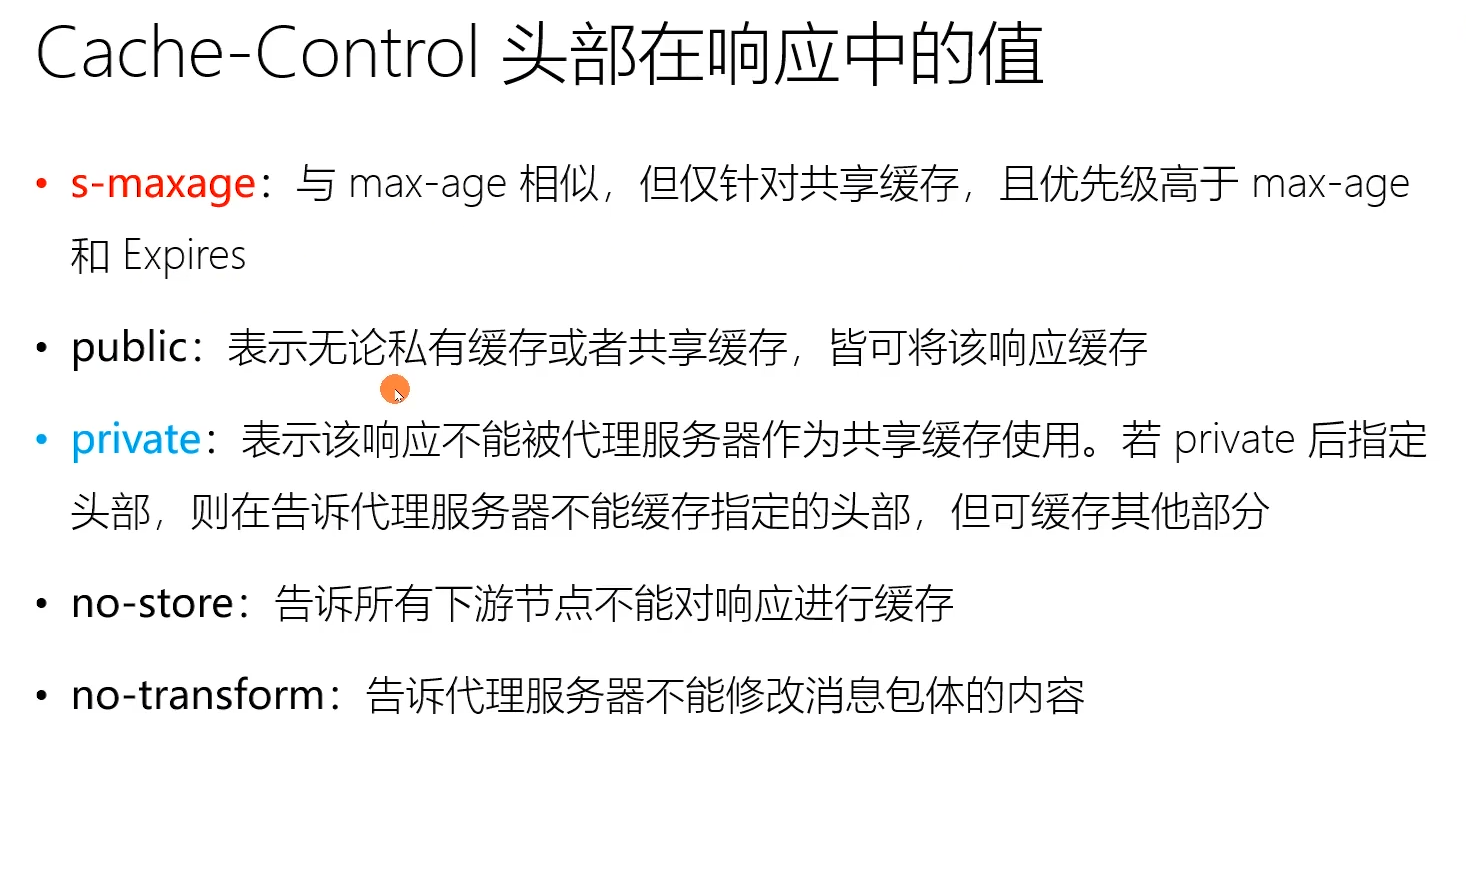 Cache-Control 头部在响应中的值
• s-maxage：与 max-age 相似，但仅针对共享缓存，且优先级高于 max-age
和 Expires
• public：表示无论私有缓存或者共享缓存，皆可将该响应缓存
• private：表示该响应不能被代理服务器作为共享缓存使用。若 private 后指定
头部，则在告诉代理服务器不能缓存指定的头部，但可缓存其他部分
• no-store：告诉所有下游节点不能对响应进行缓存
• no-transform：告诉代理服务器不能修改消息包体的内容